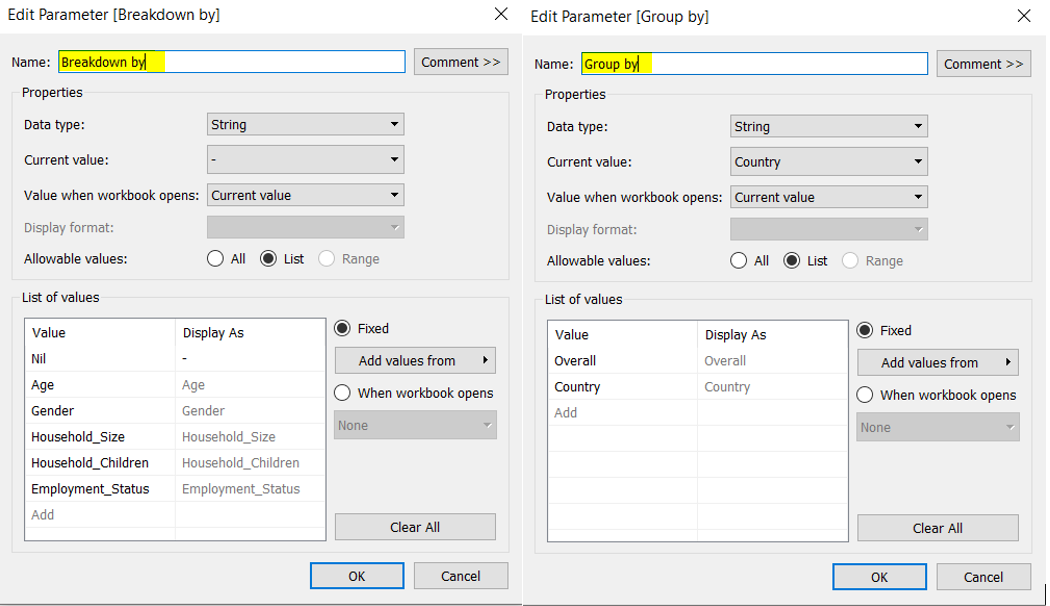 Edit Parameter [Breakdown by]
Name: Breakdown by Comment >>
Properties
Data type: String
Current value: -
Value when workbook opens: Current value
Display format:
Allowable values: All List Range
List of values
Value Display As
Nil -
Age Age
Gender Gender
Household_Size Household_Size
Household_Children Household_Children
Employment_Status Employment_Status
Add
Fixed
Add values from
When workbook opens
None
Clear All
OK Cancel
Edit Parameter [Group by]
Name: Group by Comment >>
Properties
Data type: String
Current value: Country
Value when workbook opens: Current value
Display format:
Allowable values: All List Range
List of values
Value Display As
Overall Overall
Country Country
Add
Fixed
Add values from
When workbook opens
None
Clear All
OK Cancel